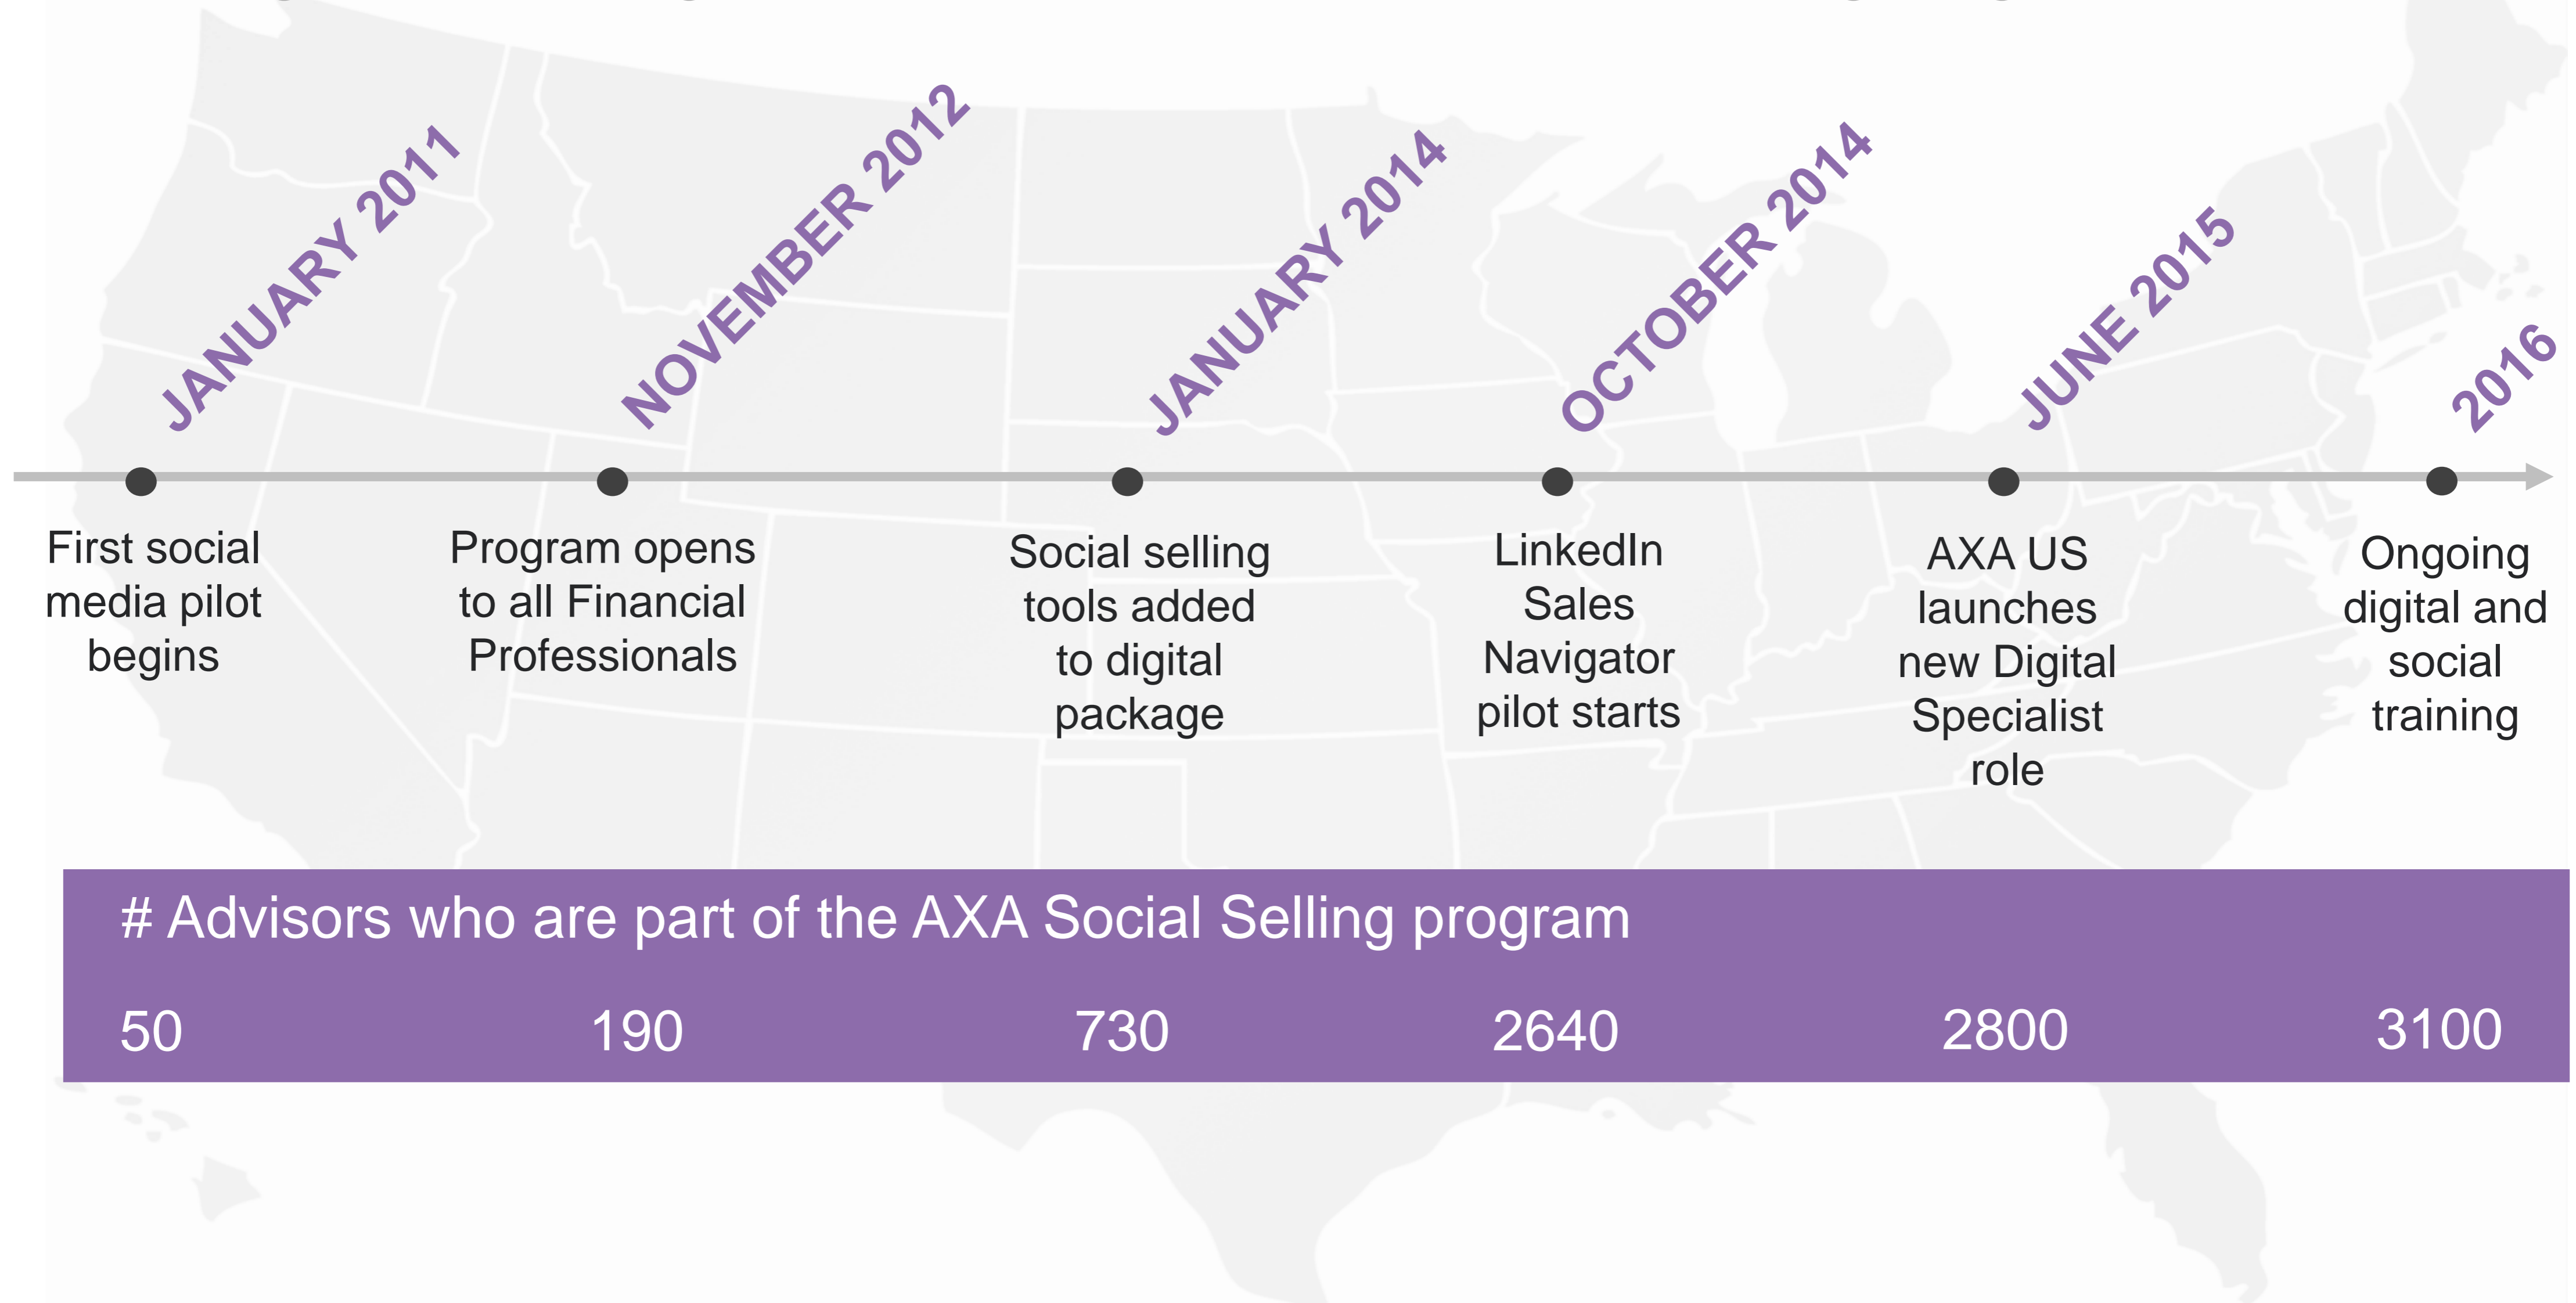 JANUARY 2011
NOVEMBER 2012
JANUARY 2014
OCTOBER 2014
JUNE 2015
2016
First social
media pilot
begins
Program opens
to all Financial
Professionals
Social selling
tools added
to digital
package
LinkedIn
Sales
Navigator
pilot starts
AXA US
launches
new Digital
Specialist
role
Ongoing
digital and
social
training
# Advisors who are part of the AXA Social Selling program
50
190
730
2640
2800
3100